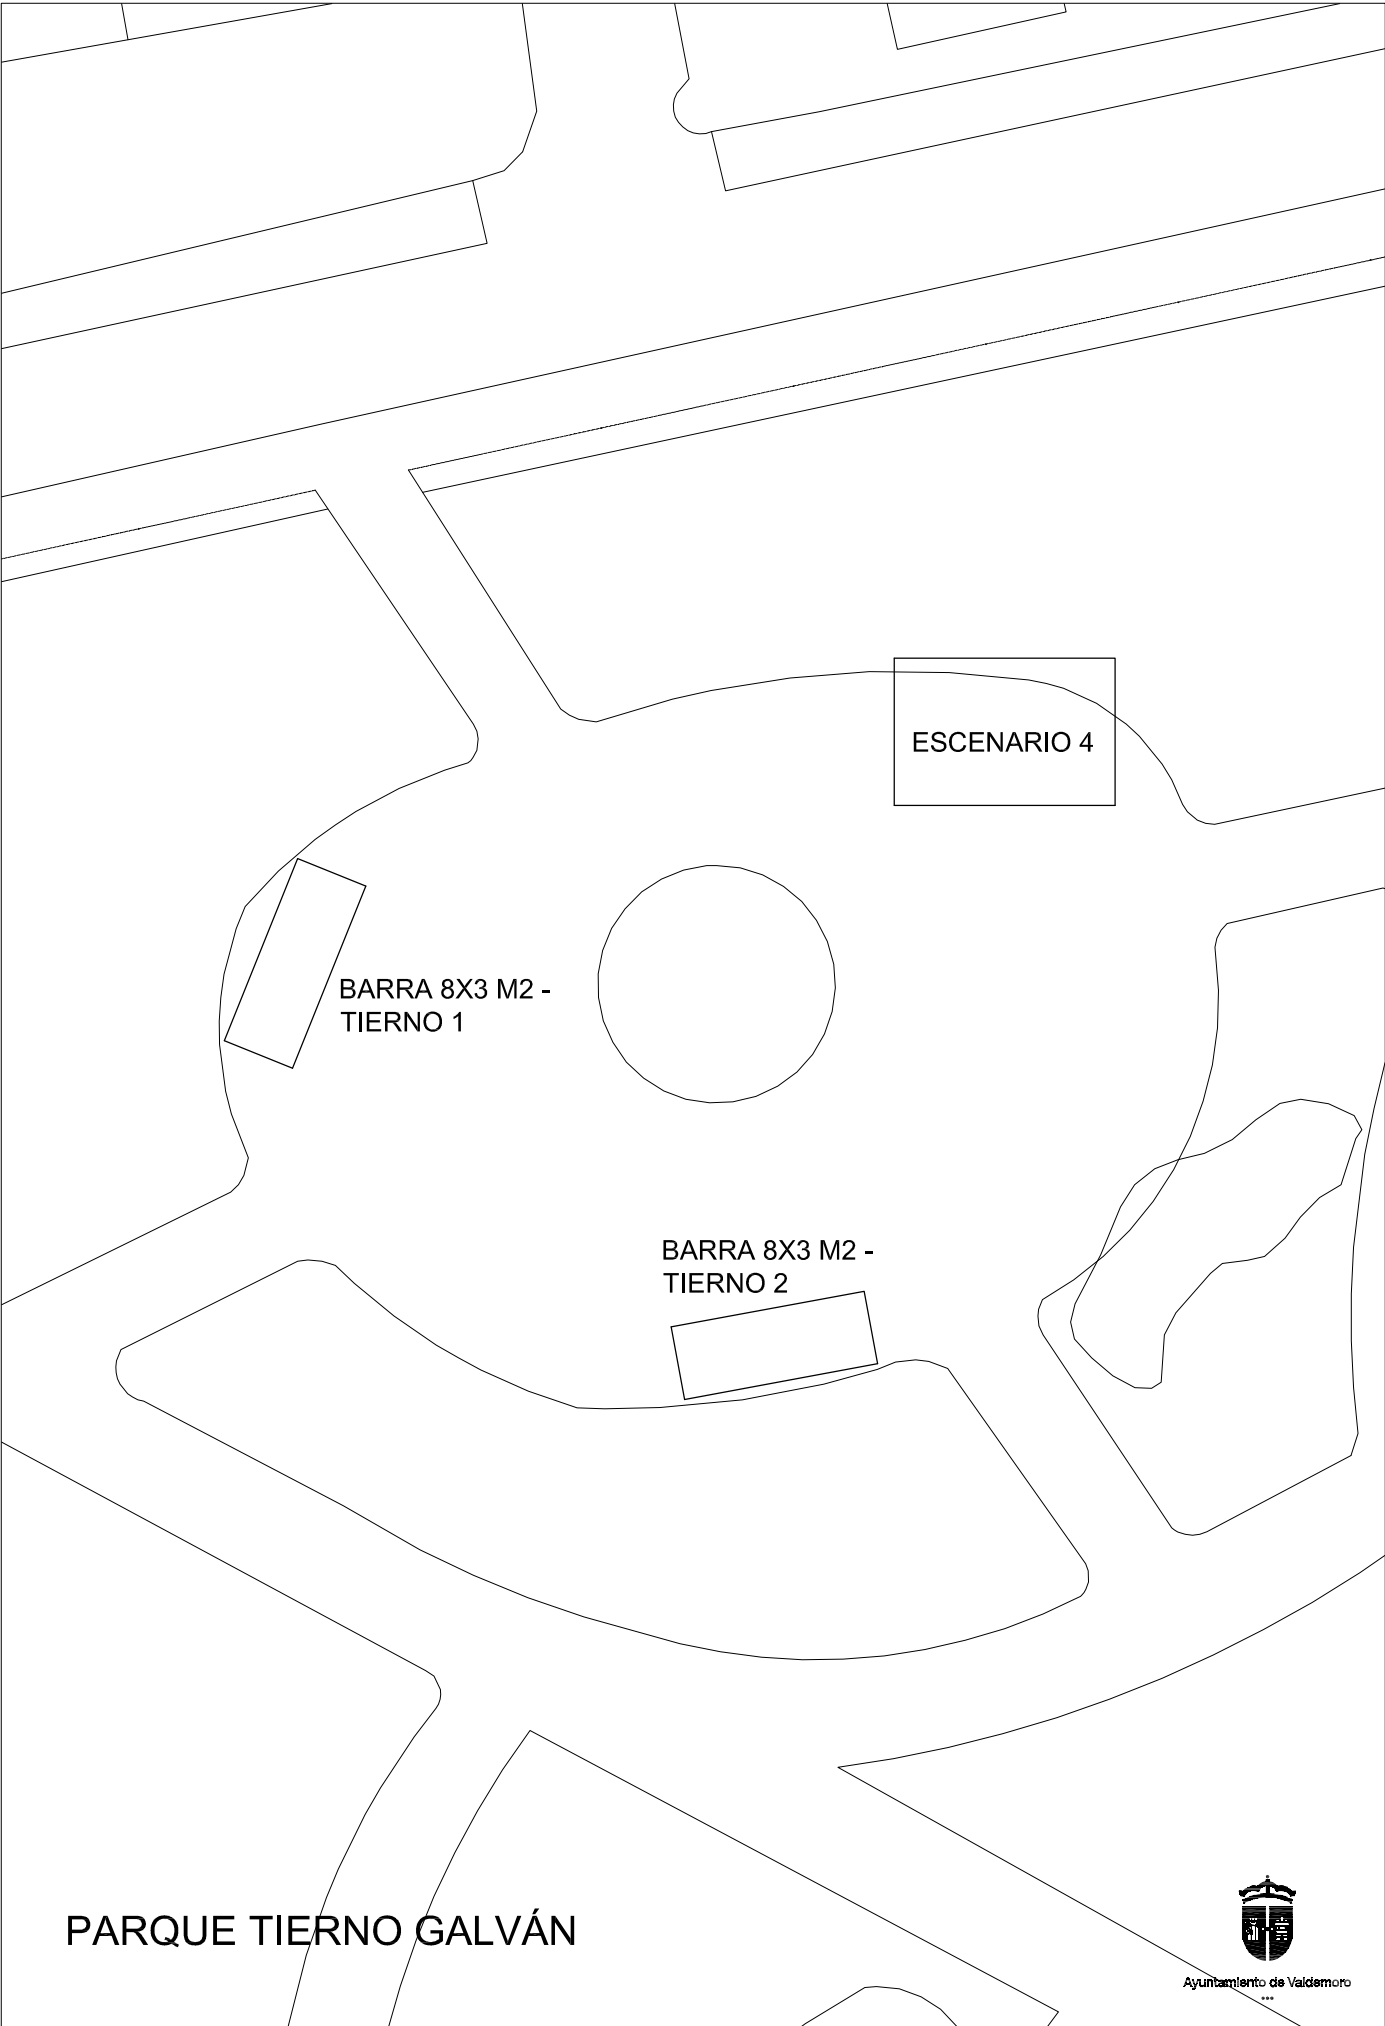 ESCENARIO 4
BARRA 8X3 M2 -
TIERNO 1
BARRA 8X3 M2 -
TIERNO 2
PARQUE TIERNO GALVÁN
Ayuntamiento de Valdemoro